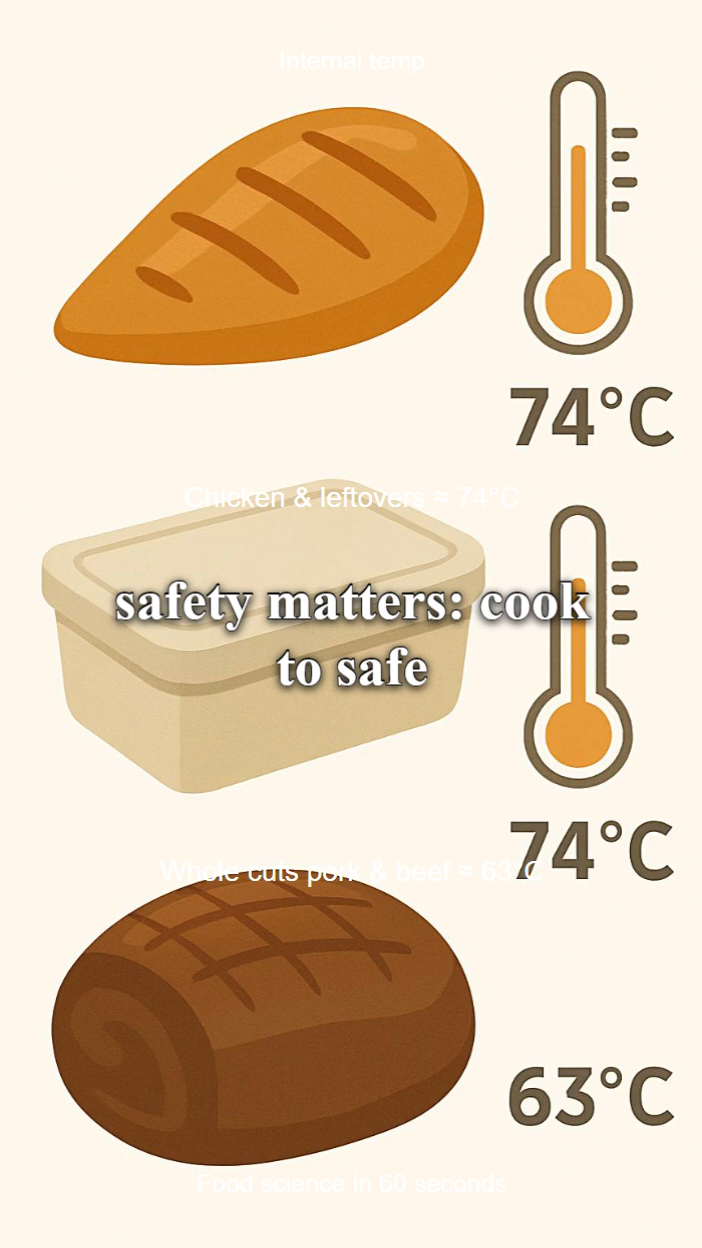 Internal temp
74°C
Chicken & leftovers ≈ 74°C
safety matters: cook
to safe
74°C
Whole cuts pork & beef ≈ 63°C
63°C
Food science in 60 seconds